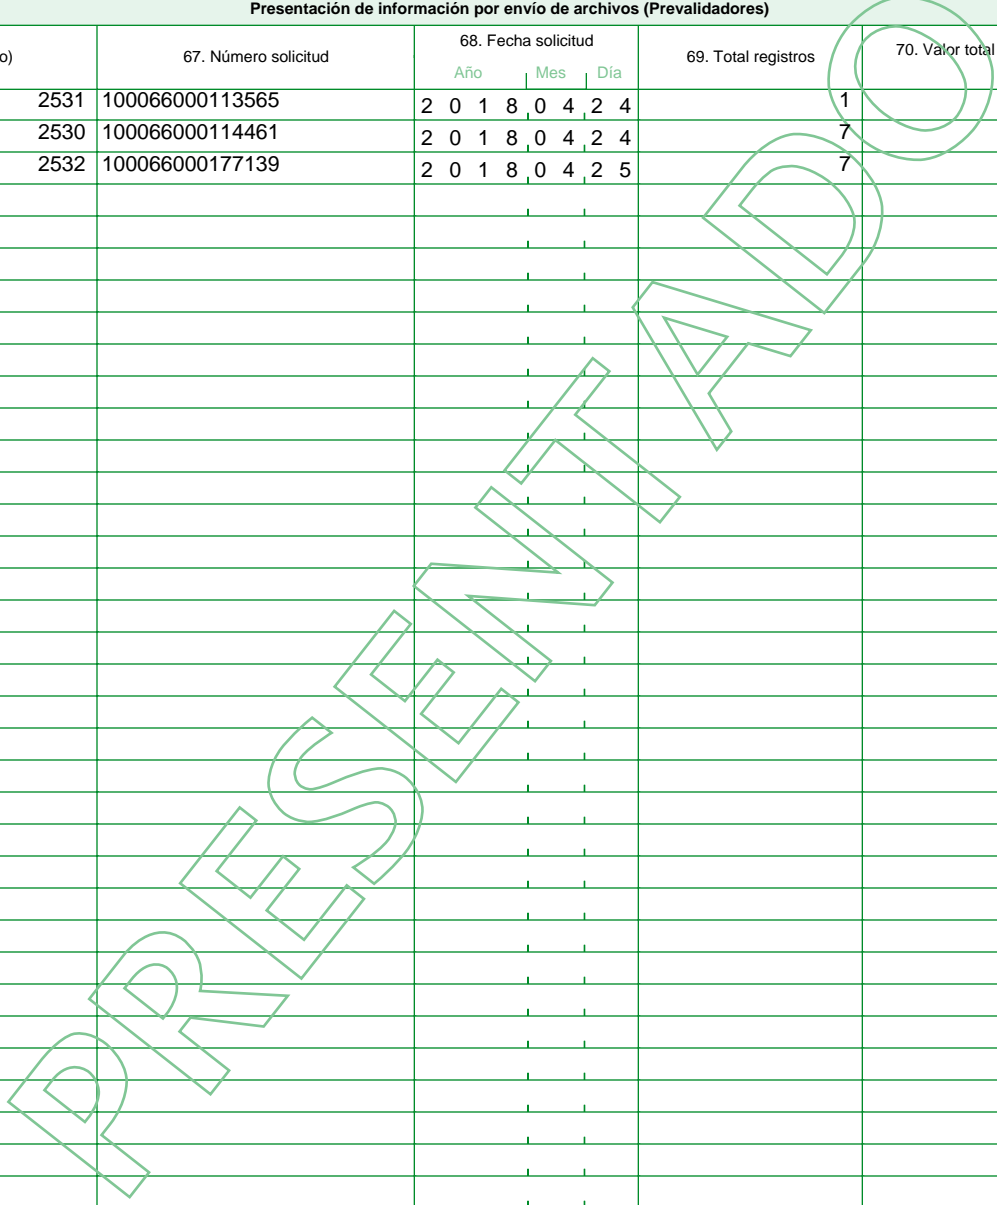 Presentación de información por envío de archivos (Prevalidadores)
o) 67. Número solicitud 68. Fecha solicitud 69. Total registros 70. Valor total
Año Mes Día
2531 100066000113565 2 0 1 8 0 4 2 4 1
2530 100066000114461 2 0 1 8 0 4 2 4 7
2532 100066000177139 2 0 1 8 0 4 2 5 7
PRESENTADO